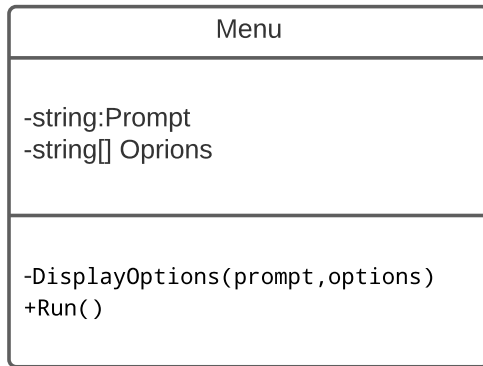 Menu
-string:Prompt
-string[] Oprions
-DisplayOptions(prompt,options)
+Run()